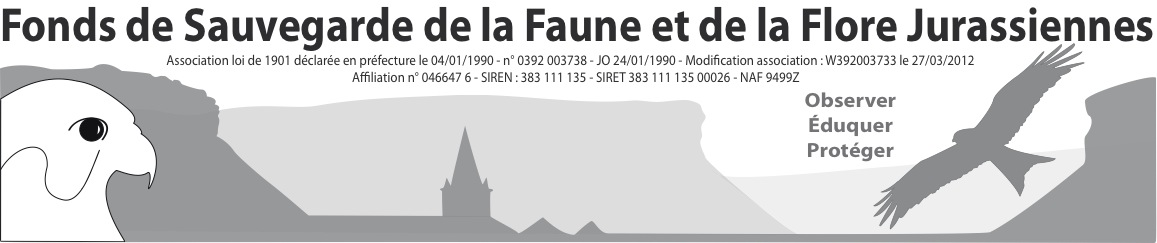 Fonds de Sauvegarde de la Faune et de la Flore Jurassiennes
Association loi de 1901 déclarée en préfecture le 04/01/1990 - n° 0392 003738 - JO 24/01/1990 - Modification association : W392003733 le 27/03/2012
Affiliation n° 046647 6 - SIREN : 383 111 135 - SIRET 383 111 135 00026 - NAF 9499Z
Observer
Éduquer
Protéger